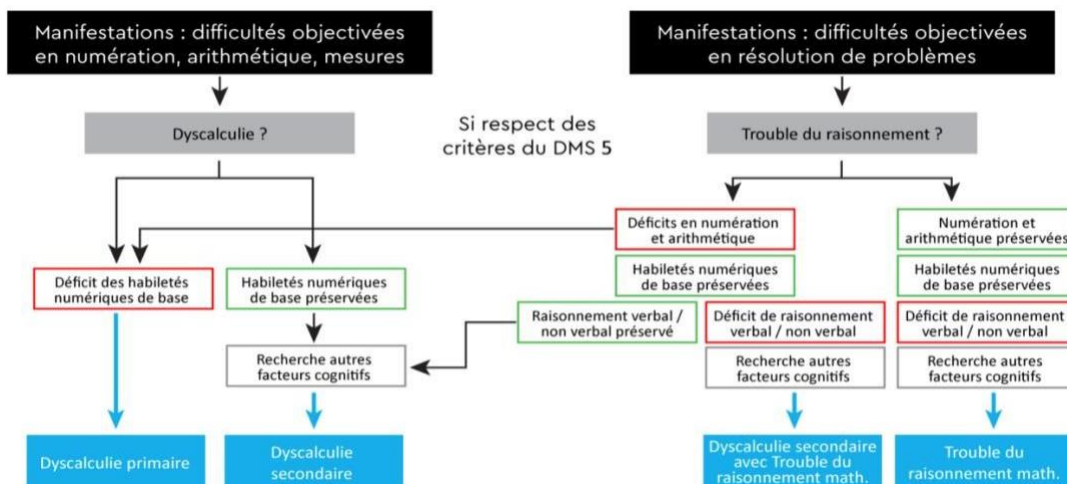 Manifestations : difficultés objectivées
en numération, arithmétique, mesures
Manifestations : difficultés objectivées
en résolution de problèmes
Dyscalculie ?
Si respect des
critères du DMS 5
Trouble du raisonnement ?
Déficits en numération
et arithmétique
Numération et
arithmétique préservées
Déficit des habiletés
numériques de base
Habiletés numériques
de base préservées
Habiletés numériques
de base préservées
Habiletés numériques
de base préservées
Raisonnement verbal /
non verbal préservé
Déficit de raisonnement
verbal / non verbal
Déficit de raisonnement
verbal / non verbal
Recherche autres
facteurs cognitifs
Recherche autres
facteurs cognitifs
Recherche autres
facteurs cognitifs
Dyscalculie primaire
Dyscalculie
secondaire
Dyscalculie secondaire
avec Trouble du
raisonnement math.
Trouble du
raisonnement math.